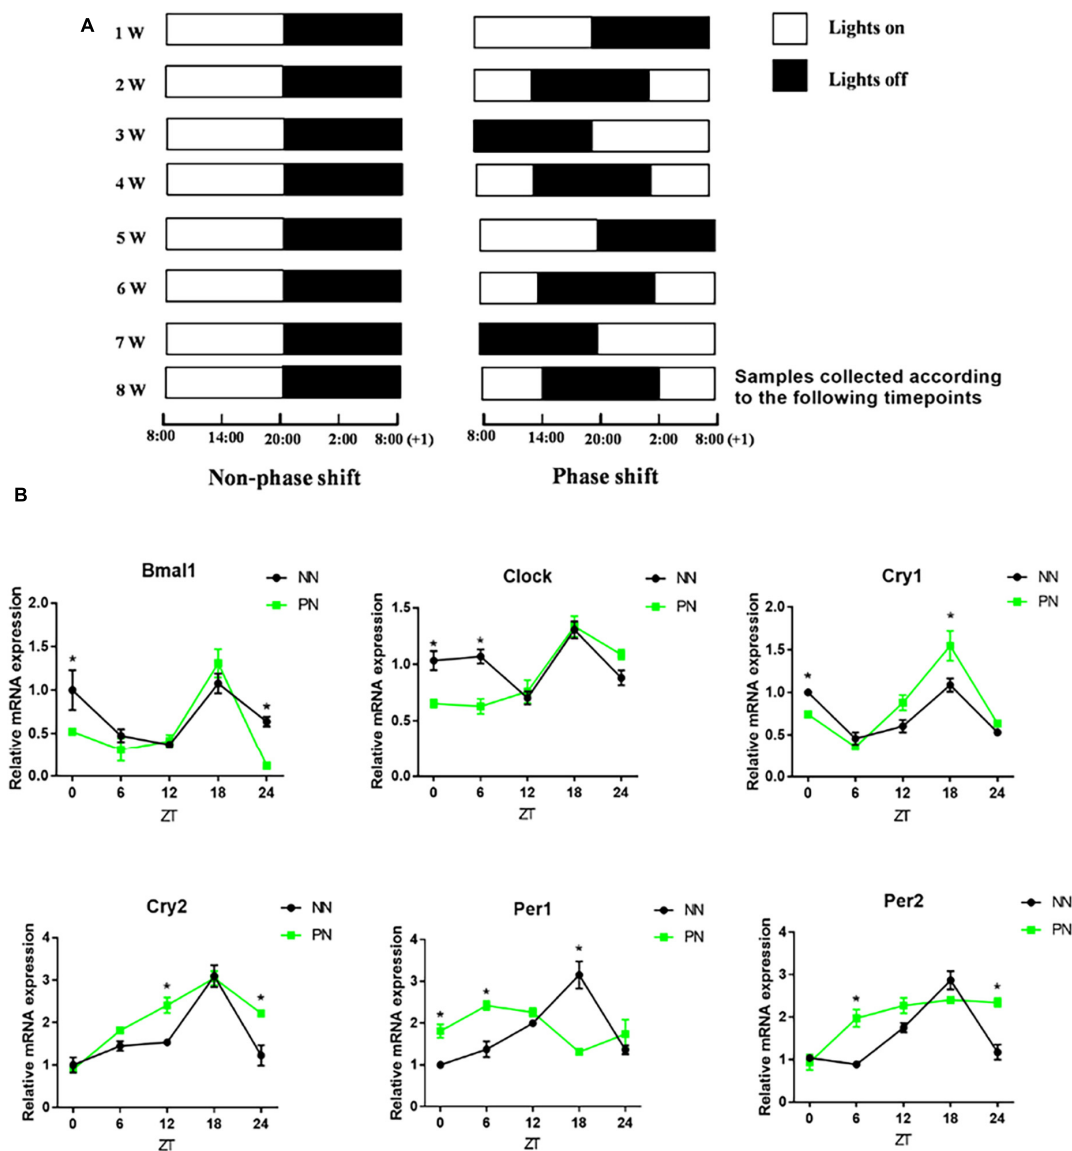 A
1 W
Lights on
2 W
Lights off
3 W
4 W
5 W
6 W
7 W
8 W
Samples collected according
to the following timepoints
8:00 14:00 20:00 2:00 8:00 (+1)
8:00 14:00 20:00 2:00 8:00 (+1)
Non-phase shift
Phase shift
B
Bmal1
NN
PN
Relative mRNA expression
2.0
1.5
1.0
0.5
0.0
*
*
0 6 12 18 24
ZT
Clock
NN
PN
Relative mRNA expression
1.5
1.0
0.5
0.0
*
*
0 6 12 18 24
ZT
Cry1
NN
PN
Relative mRNA expression
2.0
1.5
1.0
0.5
0.0
*
*
0 6 12 18 24
ZT
Cry2
NN
PN
Relative mRNA expression
4
3
2
1
0
*
*
0 6 12 18 24
ZT
Per1
NN
PN
Relative mRNA expression
4
3
2
1
0
*
*
*
0 6 12 18 24
ZT
Per2
NN
PN
Relative mRNA expression
4
3
2
1
0
*
*
0 6 12 18 24
ZT